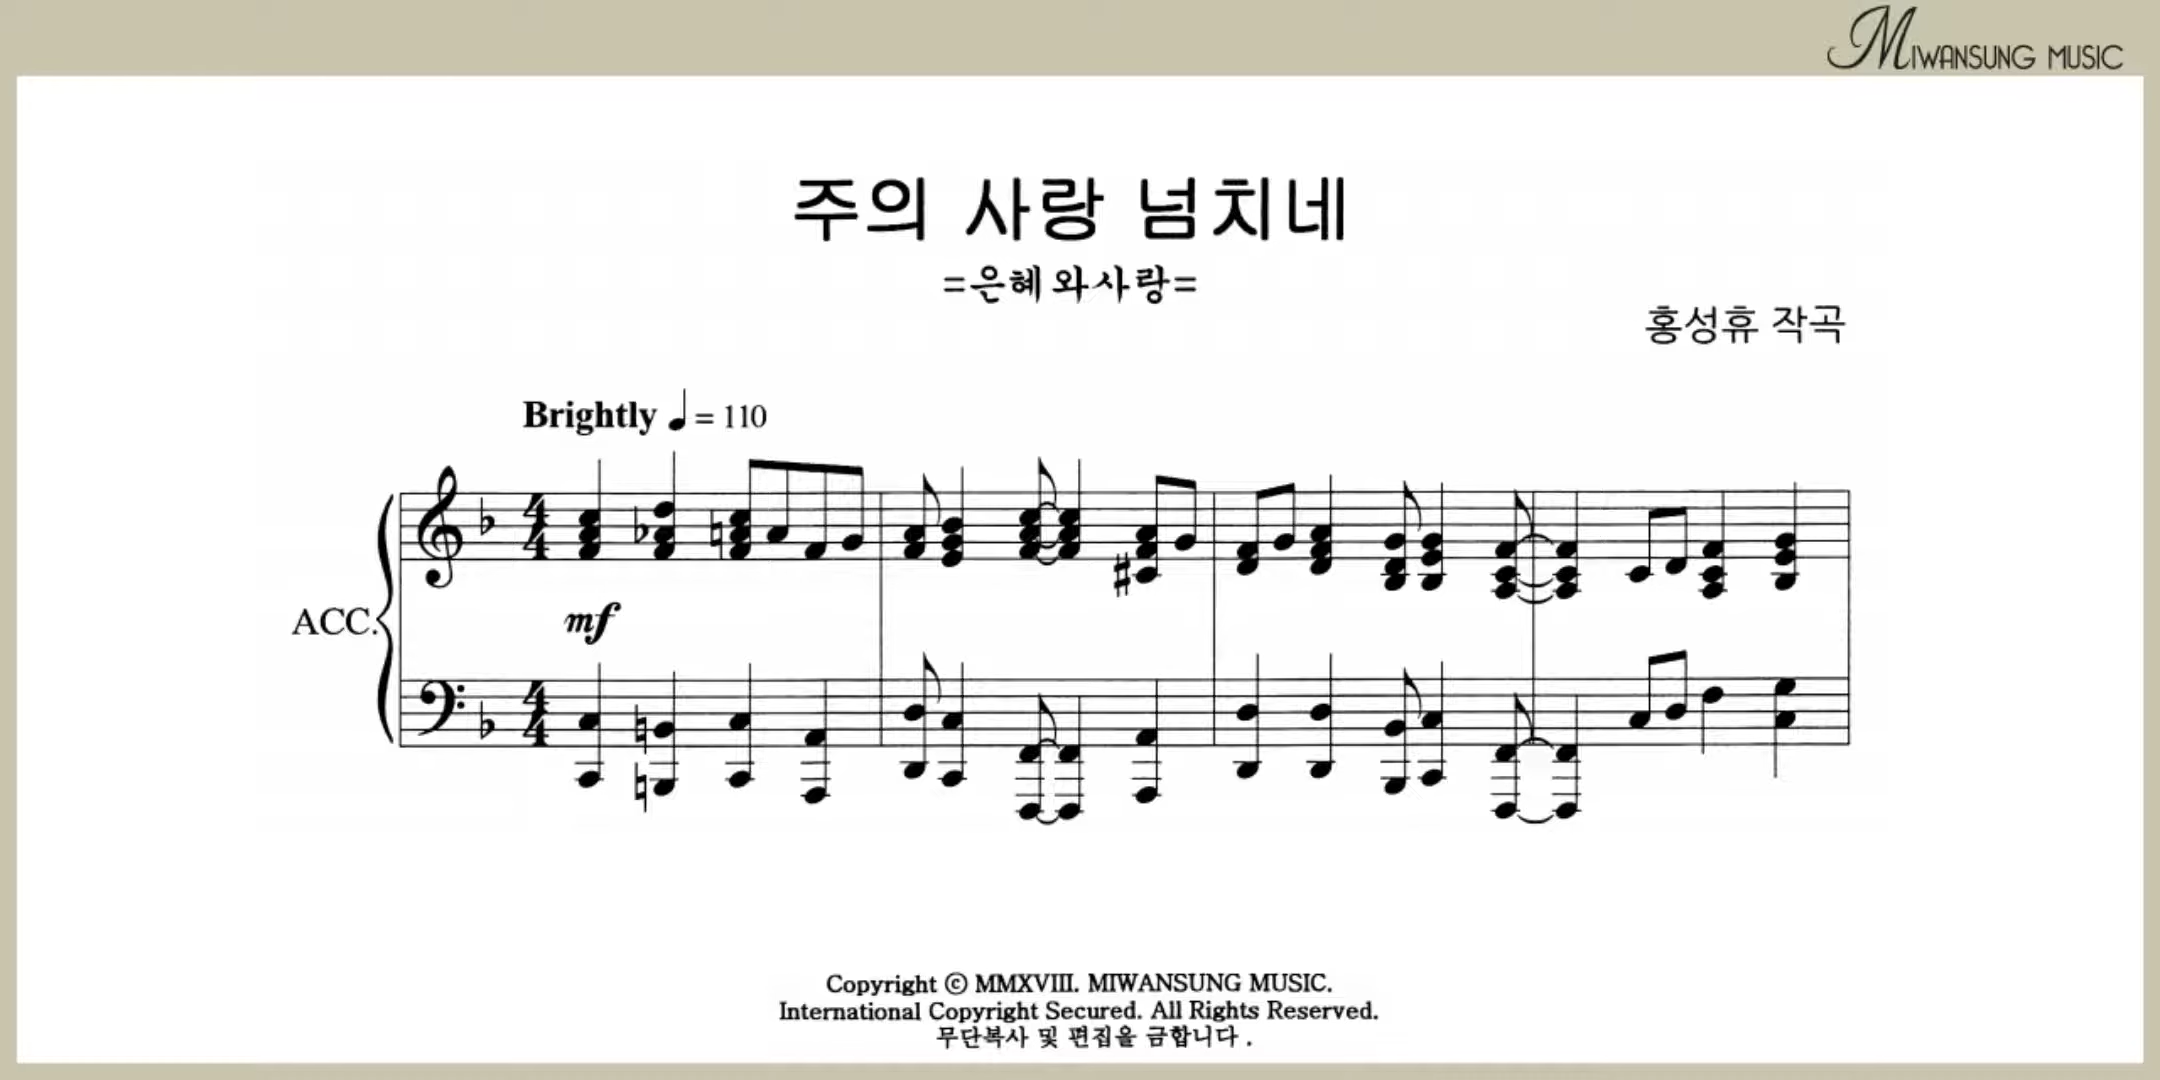 MIWANSUNG MUSIC
주의 사랑 넘치네
=은혜와사랑=
홍성휴 작곡
Brightly ♩= 110
ACC.
mf
Copyright ⓒ MMXVIII. MIWANSUNG MUSIC.
International Copyright Secured. All Rights Reserved.
무단복사 및 편집을 금합니다.